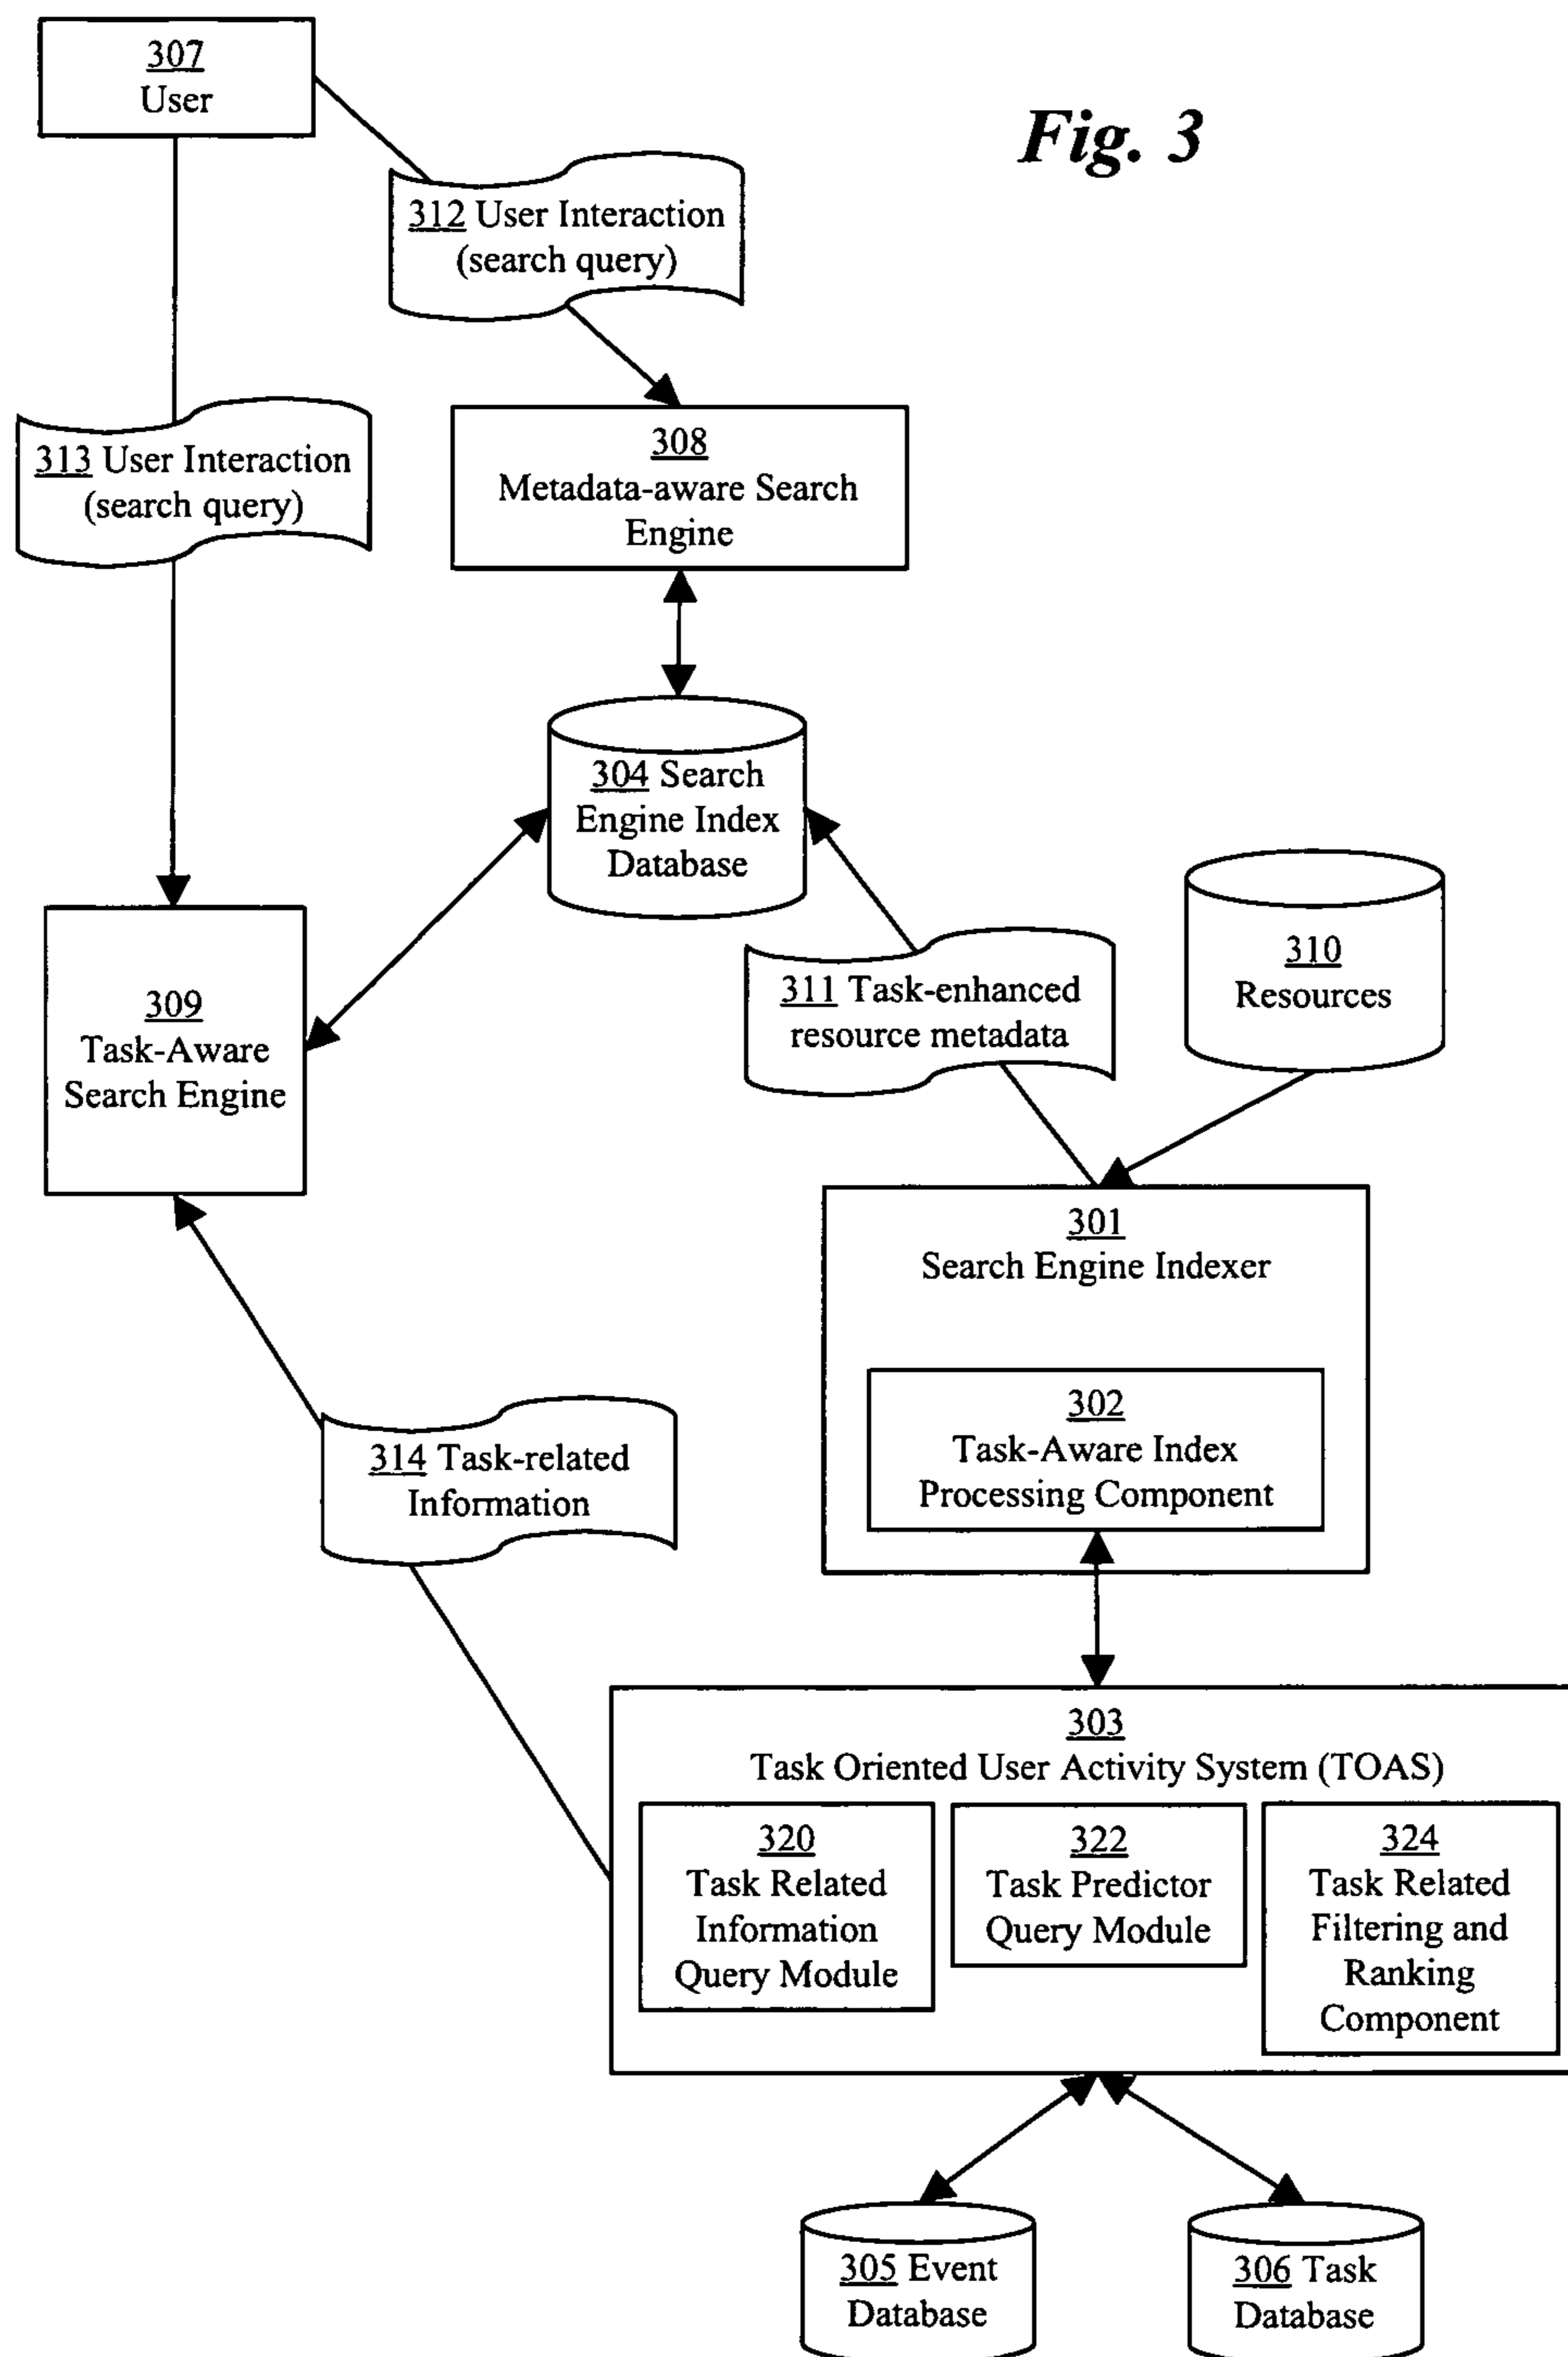 307
User
Fig. 3
312 User Interaction
(search query)
308
Metadata-aware Search
Engine
313 User Interaction
(search query)
304 Search
Engine Index
Database
309
Task-Aware
Search Engine
311 Task-enhanced
resource metadata
310
Resources
301
Search Engine Indexer
302
Task-Aware Index
Processing Component
314 Task-related
Information
303
Task Oriented User Activity System (TOAS)
320
Task Related
Information
Query Module
322
Task Predictor
Query Module
324
Task Related
Filtering and
Ranking
Component
305 Event
Database
306 Task
Database